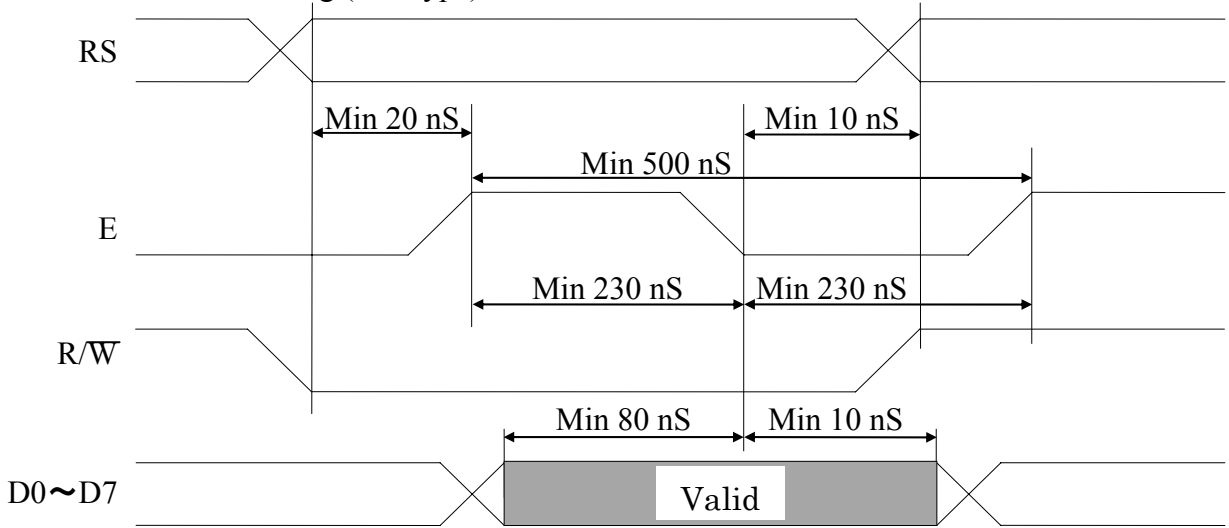 RS
Min 20 nS Min 10 nS
Min 500 nS
E
Min 230 nS Min 230 nS
R/W̅
Min 80 nS Min 10 nS
D0～D7 Valid